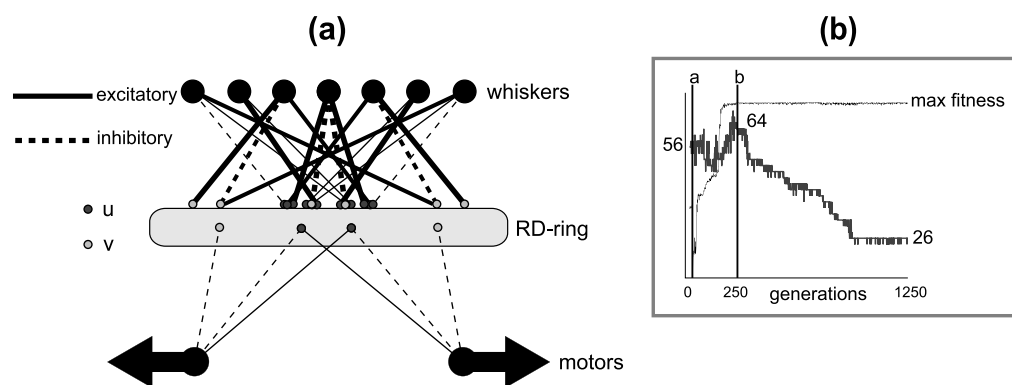 (a)
(b)
excitatory
inhibitory
whiskers
u
v
RD-ring
motors
a
b
max fitness
56
64
26
0
250
generations
1250